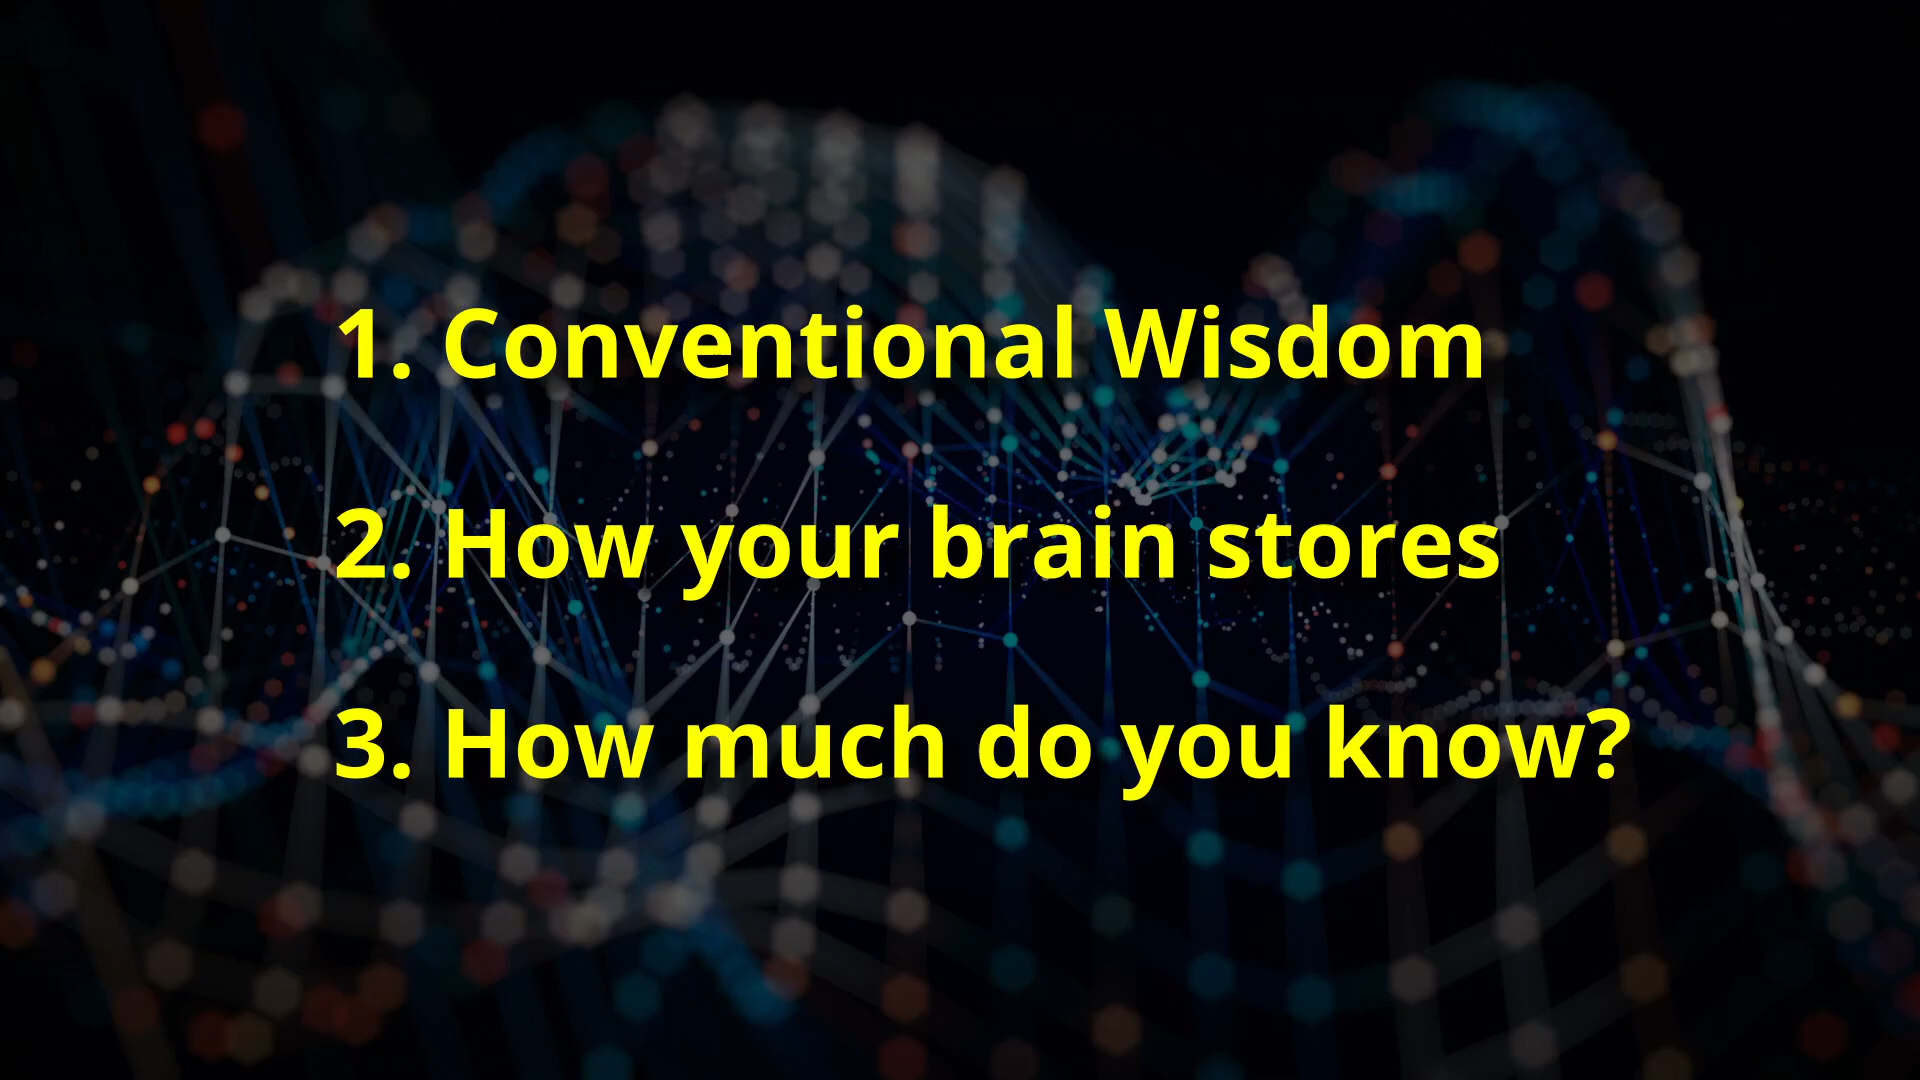 1. Conventional Wisdom
2. How your brain stores
3. How much do you know?